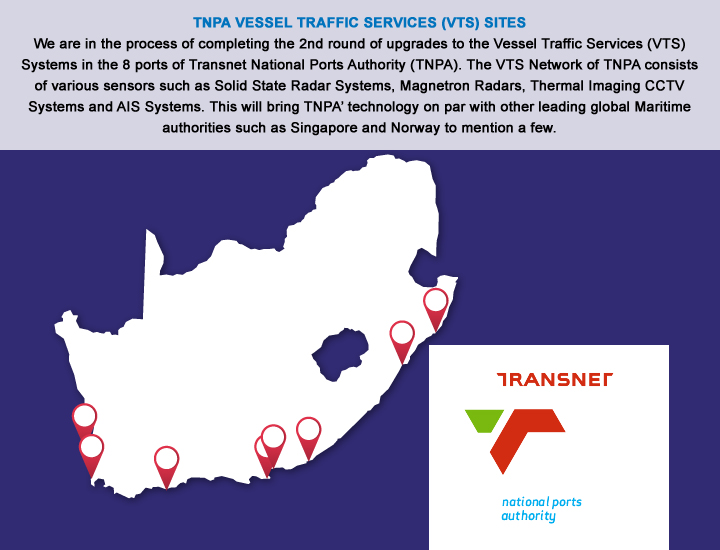 TNPA VESSEL TRAFFIC SERVICES (VTS) SITES
We are in the process of completing the 2nd round of upgrades to the Vessel Traffic Services (VTS)
Systems in the 8 ports of Transnet National Ports Authority (TNPA). The VTS Network of TNPA consists
of various sensors such as Solid State Radar Systems, Magnetron Radars, Thermal Imaging CCTV
Systems and AIS Systems. This will bring TNPA’ technology on par with other leading global Maritime
authorities such as Singapore and Norway to mention a few.
TRANSNET
national ports
authority